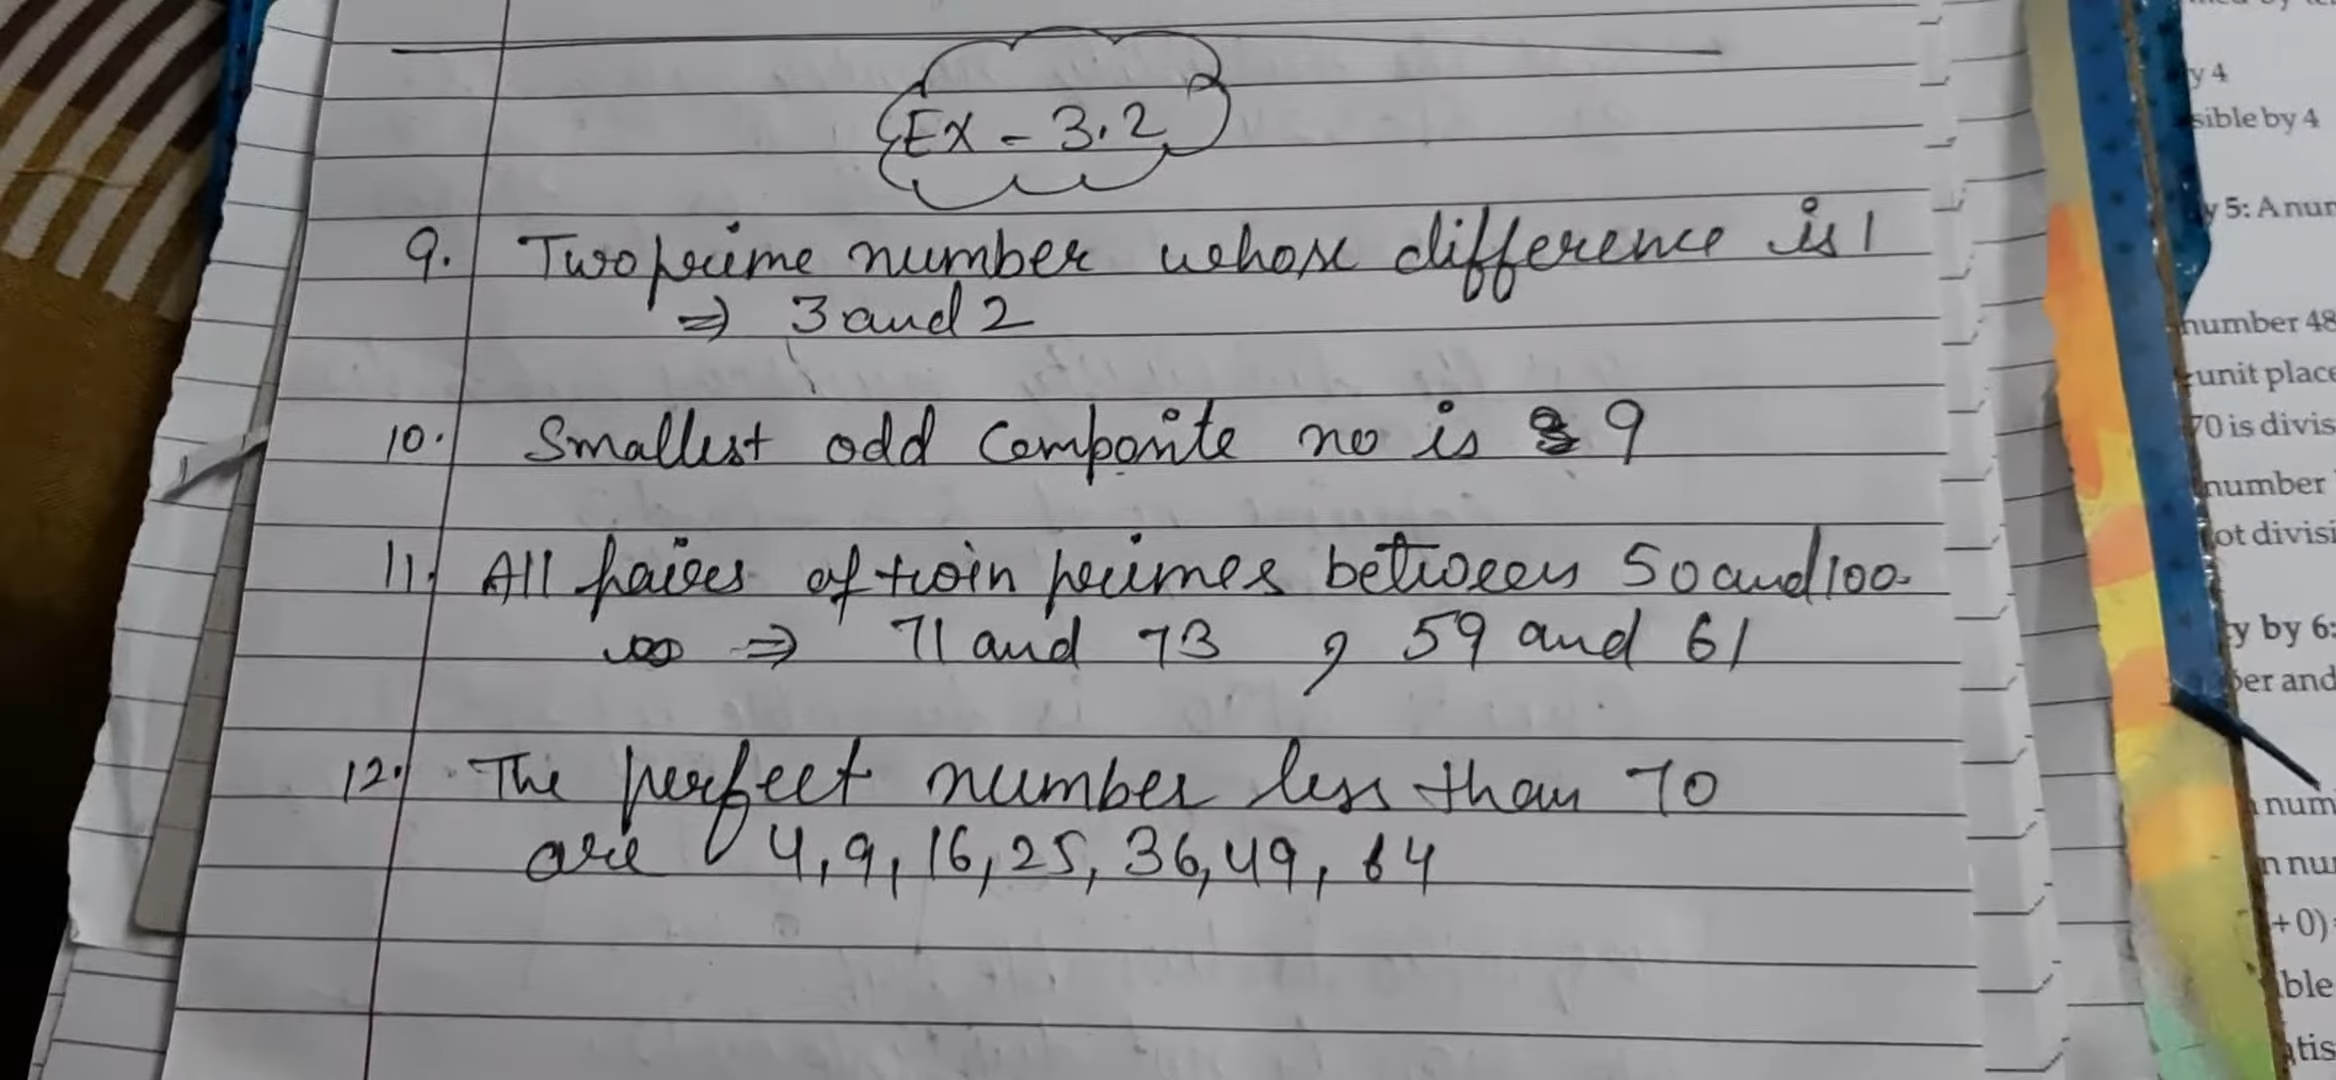 Ex - 3.2
9. Two prime number whose difference is 1
⇒ 3 and 2
10. Smallest odd composite no is 9
11. All paires of twin primes between 50 and 100.
⇒ 71 and 73 , 59 and 61
12. The perfect number less than 70
are 4, 9, 16, 25, 36, 49, 64
y 4
sible by 4
y 5: A nur
number 48
unit place
70 is divis
number
ot divisi
y by 6:
er and
num
n nu
+0)
ble
tis